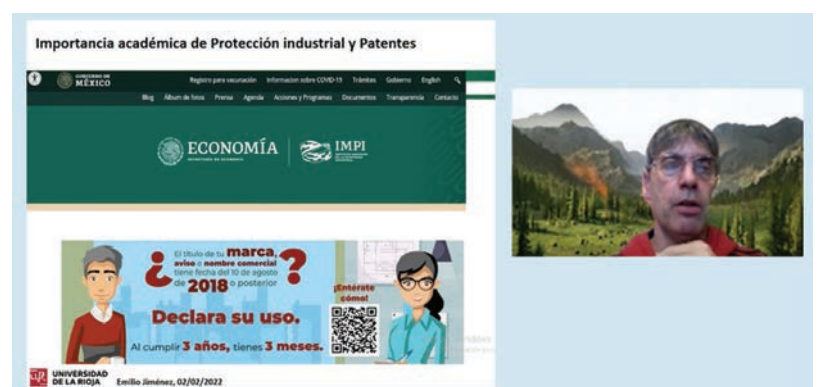 Importancia académica de Protección industrial y Patentes
GOBIERNO DE MÉXICO Registro para vacunación Información sobre COVID-19 Trámites Gobierno English
Blog Álbum de fotos Prensa Agenda Acciones y Programas Documentos Transparencia Contacto
ECONOMÍA IMPI
SECRETARÍA DE ECONOMÍA
El título de tu marca,
aviso o nombre comercial
tiene fecha del 10 de agosto
¿ de 2018 o posterior ?
¡Entérate
cómo!
Declara su uso.
Al cumplir 3 años, tienes 3 meses.
UNIVERSIDAD
DE LA RIOJA Emilio Jiménez, 02/02/2022